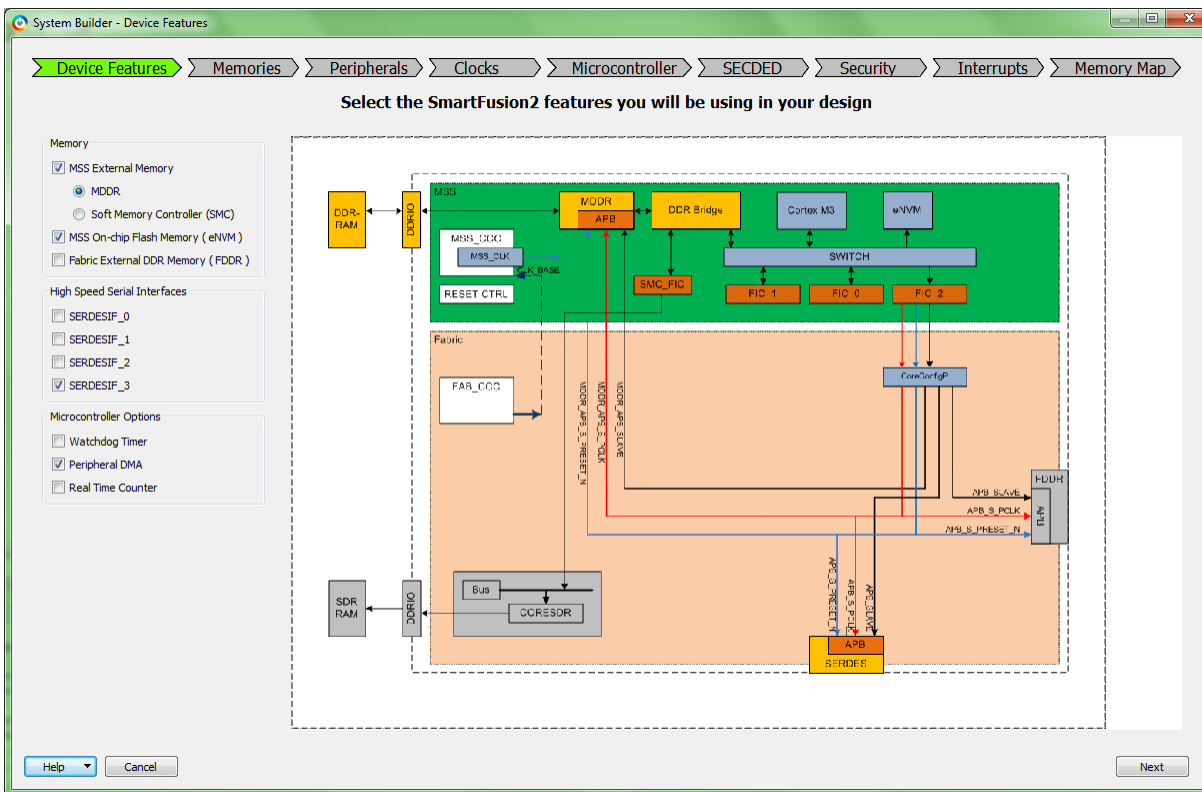 System Builder - Device Features
Device Features
Memories
Peripherals
Clocks
Microcontroller
SECDED
Security
Interrupts
Memory Map
Select the SmartFusion2 features you will be using in your design
Memory
MSS External Memory
MDDR
Soft Memory Controller (SMC)
MSS On-chip Flash Memory ( eNVM )
Fabric External DDR Memory ( FDDR )
High Speed Serial Interfaces
SERDESIF_0
SERDESIF_1
SERDESIF_2
SERDESIF_3
Microcontroller Options
Watchdog Timer
Peripheral DMA
Real Time Counter
MSS
DDR-
RAM
DDRIO
MDDR
APB
DDR Bridge
Cortex M3
eNVM
MSS_CCC
MSS_CLK
CLK_BASE
RESET CTRL
SMC_FIC
SWITCH
FIC_1
FIC_0
FIC_2
Fabric
FAB_CCC
MDDR_APB_S_PRESET_N
MDDR_APB_S_PCLK
MDDR_APB_SLAVE
CoreConfigP
FDDR
APB
APB_SLAVE
APB_S_PCLK
APB_S_PRESET_N
SDR
RAM
DDRIO
Bus
CORESDR
APB_S_PRESET_N
APB_S_PCLK
APB_SLAVE
APB
SERDES
Help
Cancel
Next